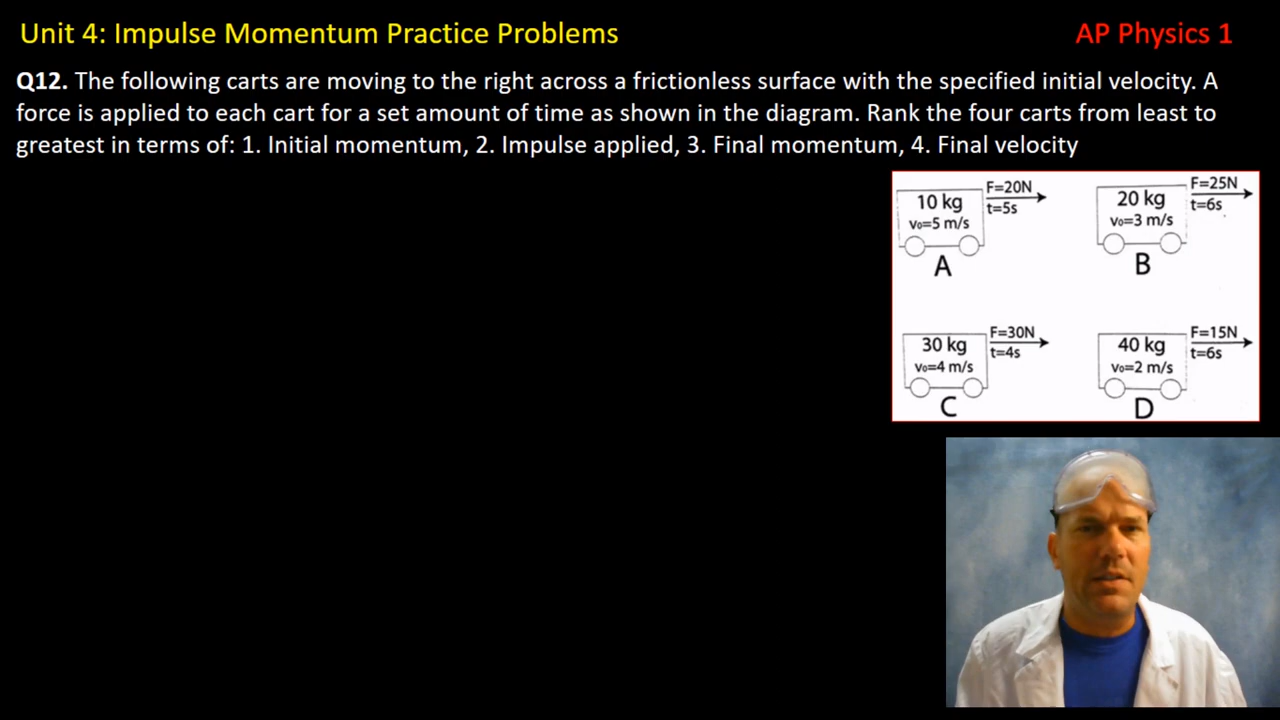 Unit 4: Impulse Momentum Practice Problems
AP Physics 1
Q12. The following carts are moving to the right across a frictionless surface with the specified initial velocity. A
force is applied to each cart for a set amount of time as shown in the diagram. Rank the four carts from least to
greatest in terms of: 1. Initial momentum, 2. Impulse applied, 3. Final momentum, 4. Final velocity
F=20N
10 kg
t=5s
v₀=5 m/s
A
F=25N
20 kg
t=6s
v₀=3 m/s
B
F=30N
30 kg
t=4s
v₀=4 m/s
C
F=15N
40 kg
t=6s
v₀=2 m/s
D